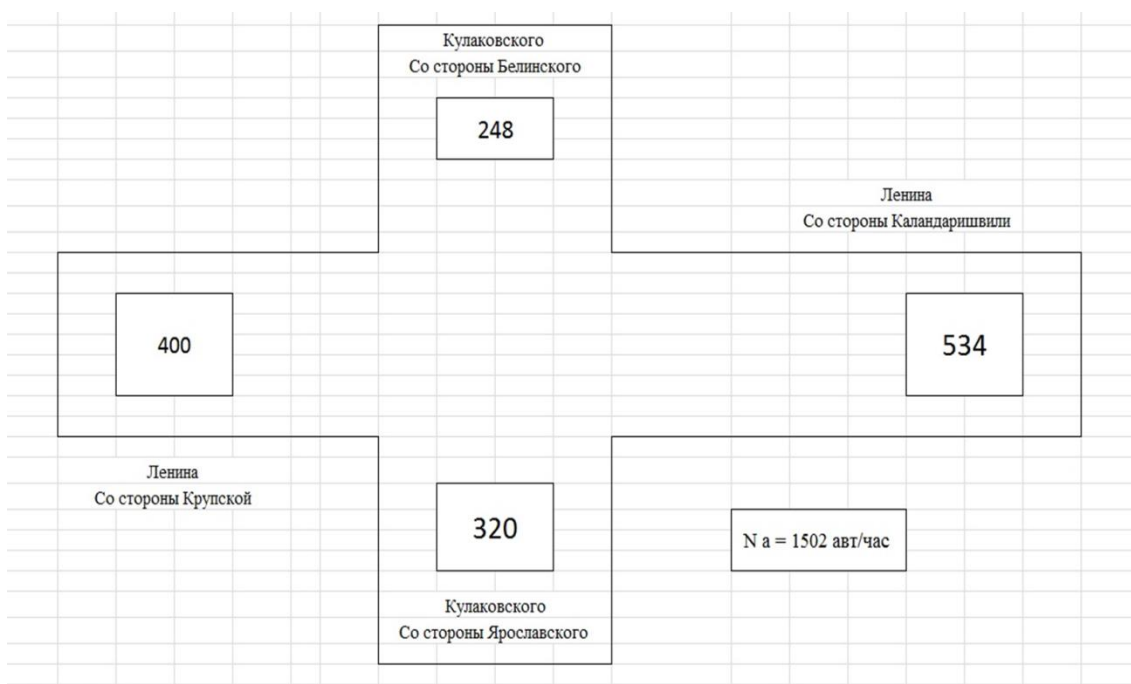 Кулаковского
Со стороны Белинского
248
Ленина
Со стороны Каландаришвили
400
534
Ленина
Со стороны Крупской
320
N а = 1502 авт/час
Кулаковского
Со стороны Ярославского